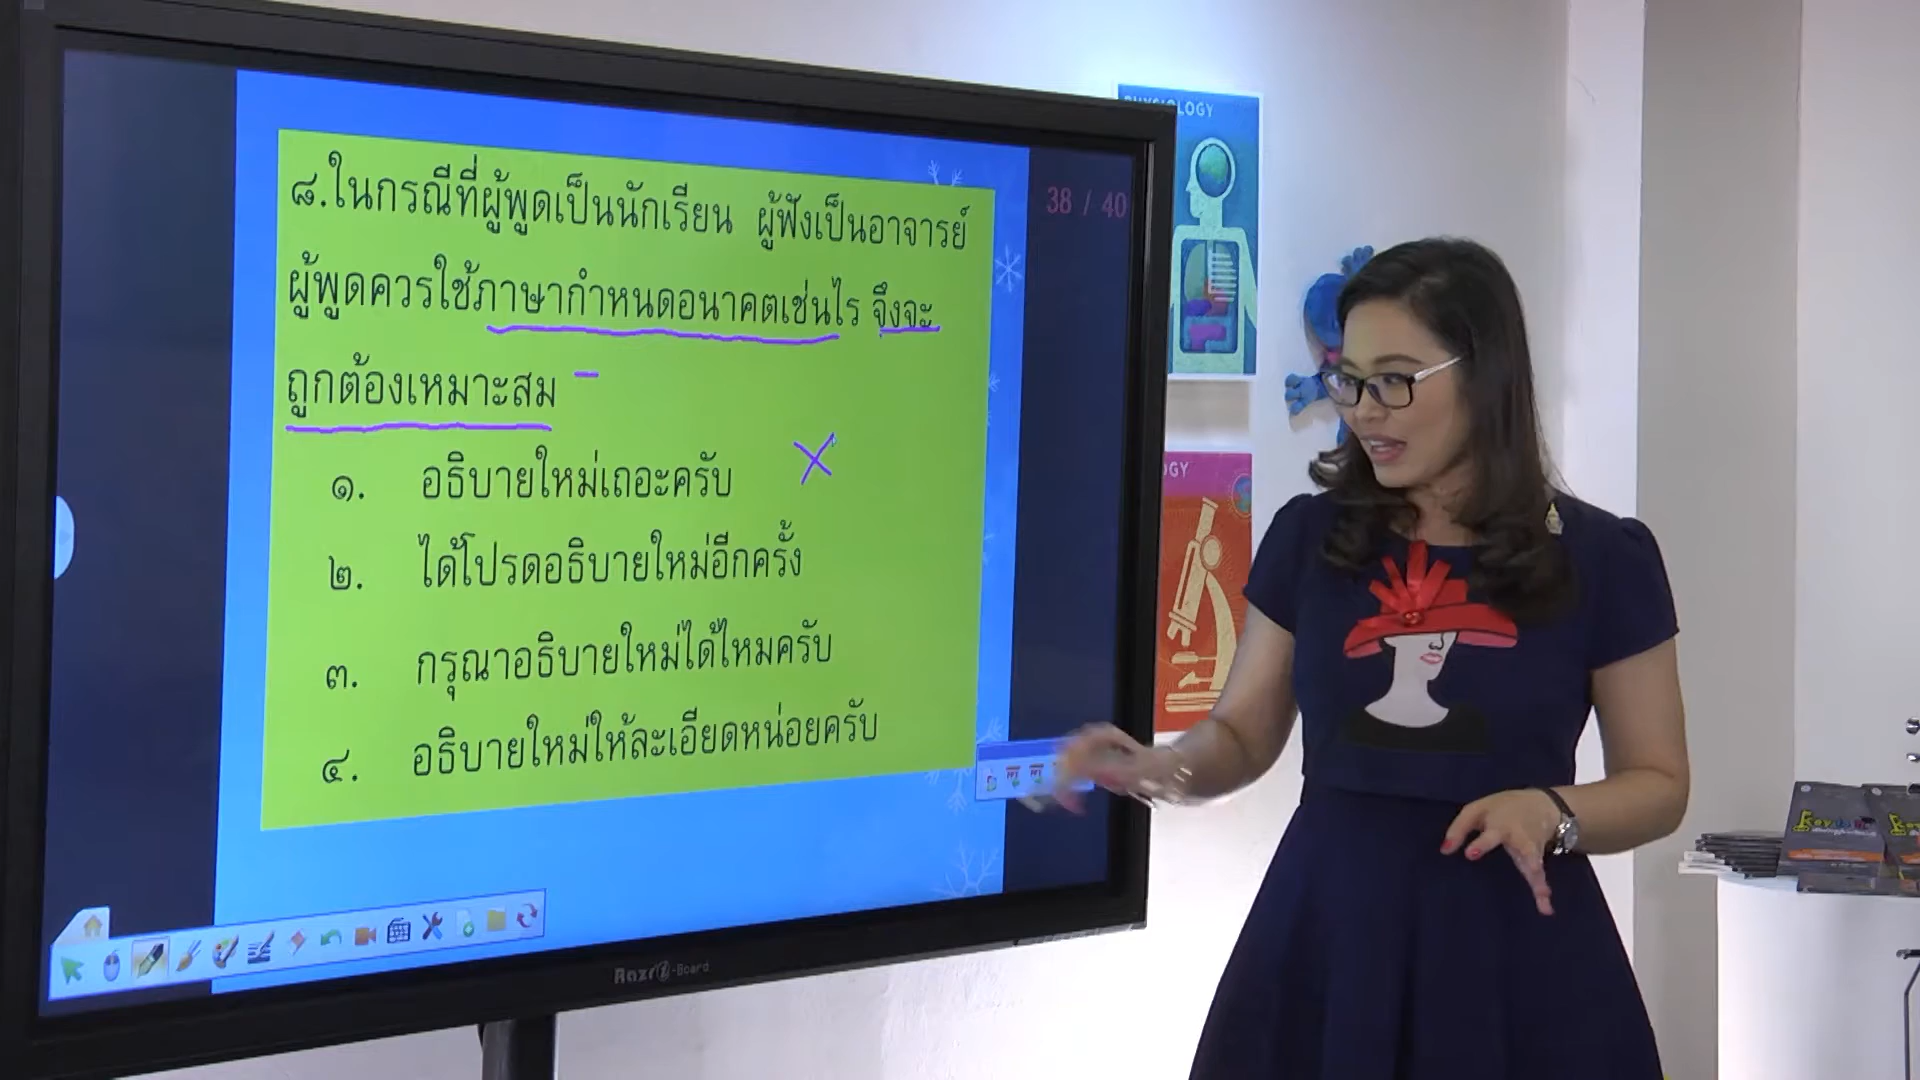 PHYSIOLOGY
38 / 40
๘.ในกรณีที่ผู้พูดเป็นนักเรียน ผู้ฟังเป็นอาจารย์
ผู้พูดควรใช้ภาษากำหนดอนาคตเช่นไร จึงจะ
ถูกต้องเหมาะสม
๑. อธิบายใหม่เถอะครับ
๒. ได้โปรดอธิบายใหม่อีกครั้ง
๓. กรุณาอธิบายใหม่ได้ไหมครับ
๔. อธิบายใหม่ให้ละเอียดหน่อยครับ
OGY
PPT
Razr i-Board